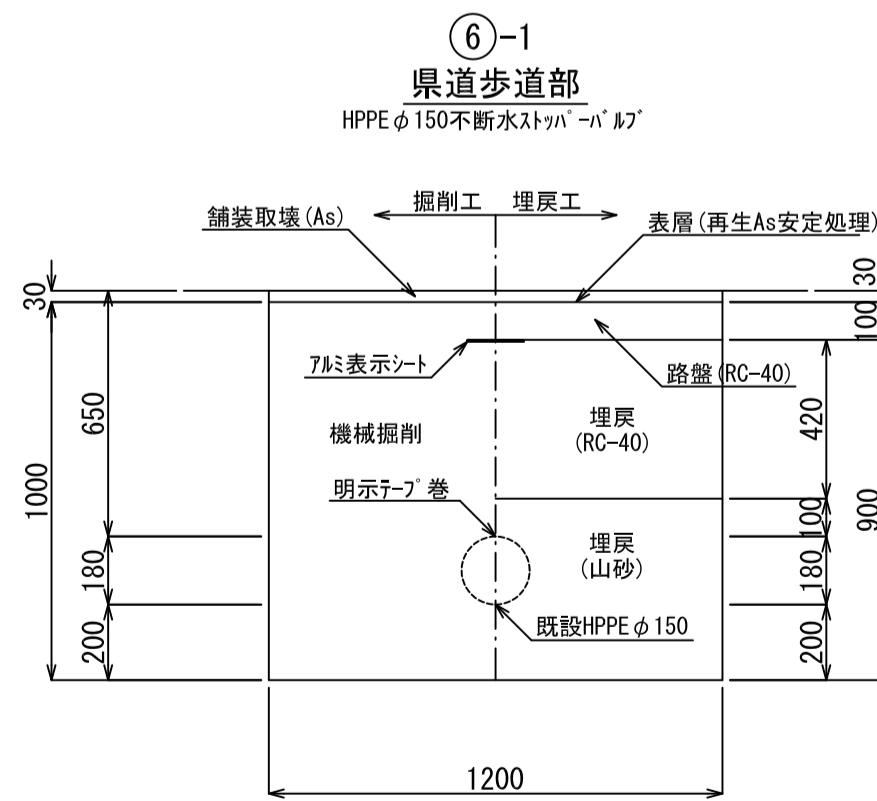 ⑥-1
県道歩道部
HPPEφ150不断水ストッパーバルブ
掘削工 埋戻工
舗装取壊(As)
表層(再生As安定処理)
30
30
100
アルミ表示シート
路盤(RC-40)
650
機械掘削
埋戻
(RC-40)
420
1000
明示テープ巻
100
900
埋戻
(山砂)
180
180
既設HPPEφ150
200
200
1200